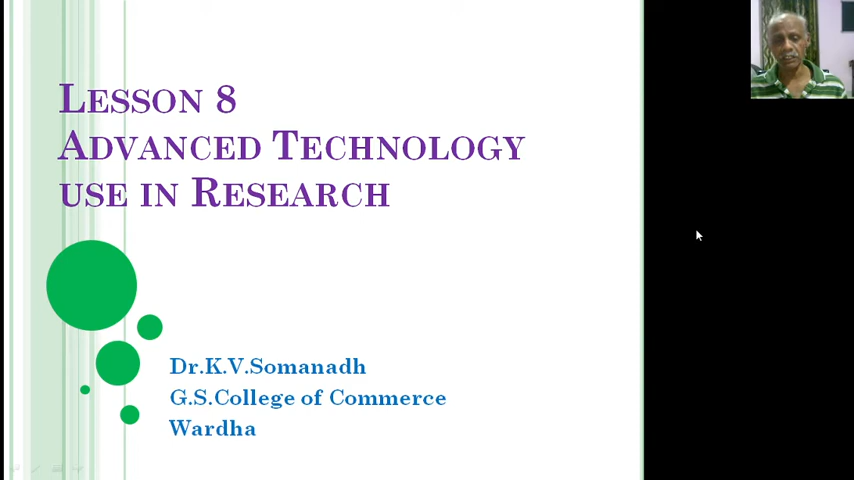 Lesson 8
Advanced Technology
use in Research
Dr.K.V.Somanadh
G.S.College of Commerce
Wardha